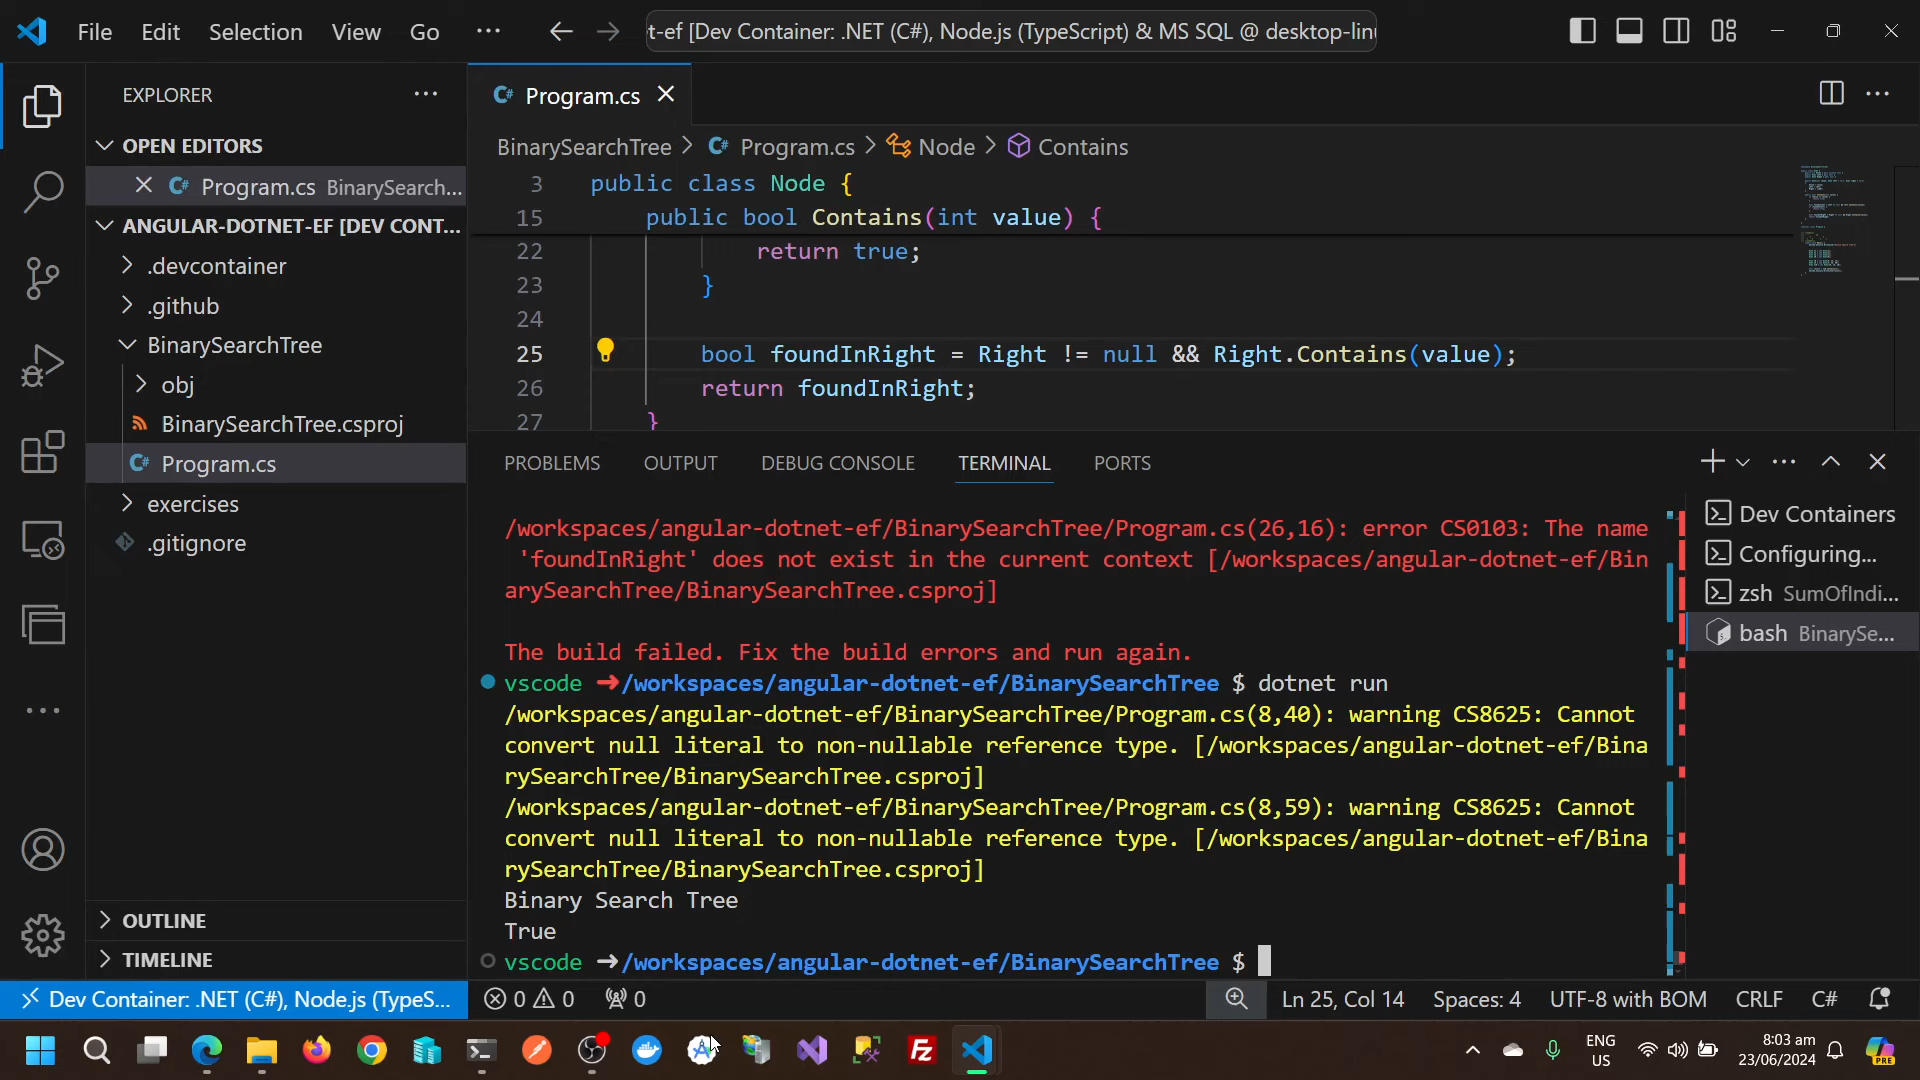 File Edit Selection View Go ···
t-ef [Dev Container: .NET (C#), Node.js (TypeScript) & MS SQL @ desktop-linu
EXPLORER
OPEN EDITORS
Program.cs BinarySearch...
ANGULAR-DOTNET-EF [DEV CONT...
.devcontainer
.github
BinarySearchTree
obj
BinarySearchTree.csproj
Program.cs
exercises
.gitignore
OUTLINE
TIMELINE
Program.cs
BinarySearchTree > Program.cs > Node > Contains
3 public class Node {
15 public bool Contains(int value) {
22 return true;
23 }
24
25 bool foundInRight = Right != null && Right.Contains(value);
26 return foundInRight;
27 }
PROBLEMS OUTPUT DEBUG CONSOLE TERMINAL PORTS
/workspaces/angular-dotnet-ef/BinarySearchTree/Program.cs(26,16): error CS0103: The name
'foundInRight' does not exist in the current context [/workspaces/angular-dotnet-ef/Bin
arySearchTree/BinarySearchTree.csproj]
The build failed. Fix the build errors and run again.
vscode ➜/workspaces/angular-dotnet-ef/BinarySearchTree $ dotnet run
/workspaces/angular-dotnet-ef/BinarySearchTree/Program.cs(8,40): warning CS8625: Cannot
convert null literal to non-nullable reference type. [/workspaces/angular-dotnet-ef/Bina
rySearchTree/BinarySearchTree.csproj]
/workspaces/angular-dotnet-ef/BinarySearchTree/Program.cs(8,59): warning CS8625: Cannot
convert null literal to non-nullable reference type. [/workspaces/angular-dotnet-ef/Bina
rySearchTree/BinarySearchTree.csproj]
Binary Search Tree
True
vscode ➜/workspaces/angular-dotnet-ef/BinarySearchTree $
Dev Containers
Configuring...
zsh SumOfIndi...
bash BinarySe...
Dev Container: .NET (C#), Node.js (TypeS... 0 0 0 Ln 25, Col 14 Spaces: 4 UTF-8 with BOM CRLF C#
ENG
US
8:03 am
23/06/2024
PRE